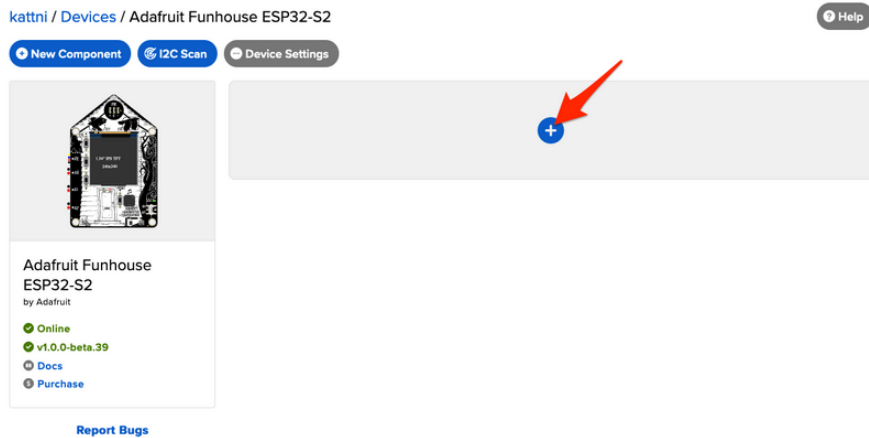 kattni / Devices / Adafruit Funhouse ESP32-S2
Help
New Component
I2C Scan
Device Settings
Adafruit Funhouse
ESP32-S2
by Adafruit
Online
v1.0.0-beta.39
Docs
Purchase
Report Bugs